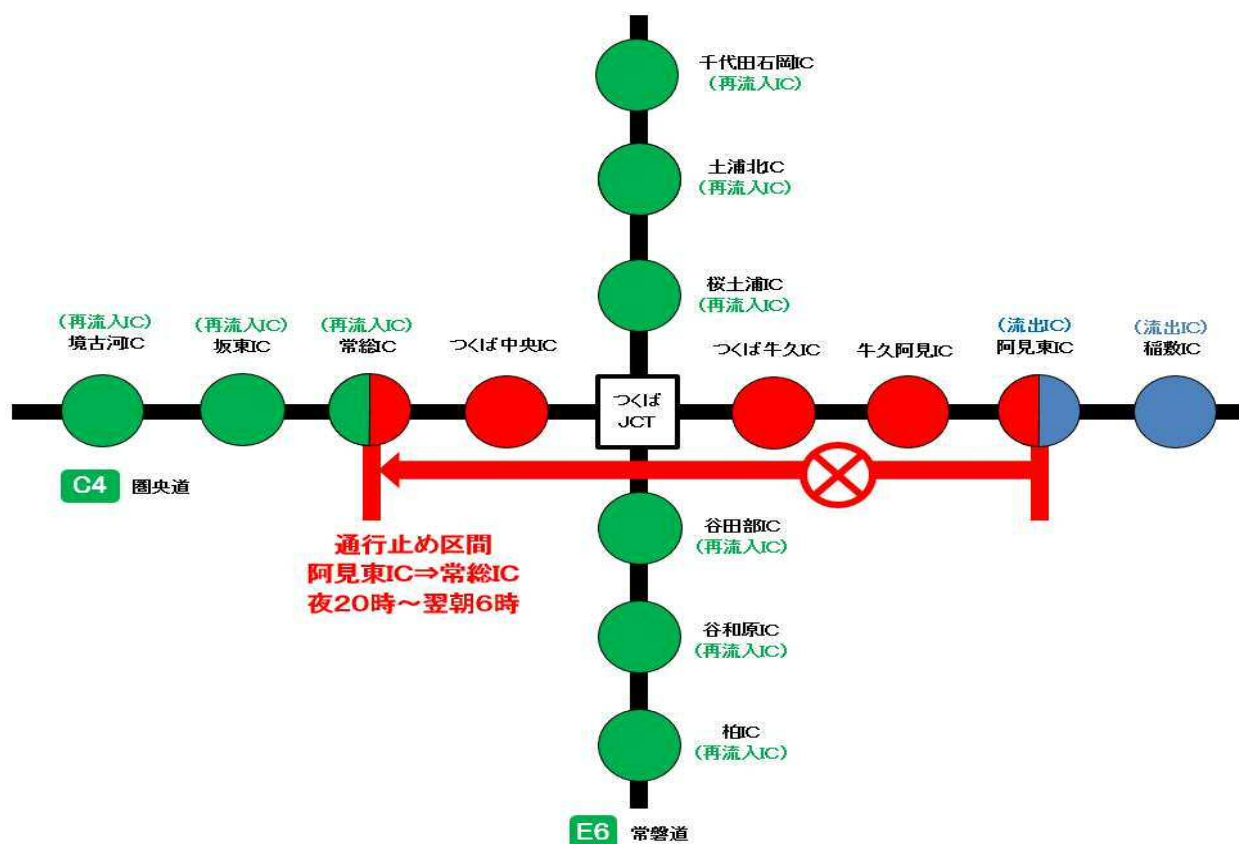 千代田石岡IC
(再流入IC)
土浦北IC
(再流入IC)
桜土浦IC
(再流入IC)
(再流入IC)
境古河IC
(再流入IC)
坂東IC
(再流入IC)
常総IC
つくば中央IC
つくば
JCT
つくば牛久IC
牛久阿見IC
(流出IC)
阿見東IC
(流出IC)
稲敷IC
C4 圏央道
通行止め区間
阿見東IC⇒常総IC
夜20時～翌朝6時
谷田部IC
(再流入IC)
谷和原IC
(再流入IC)
柏IC
(再流入IC)
E6 常磐道